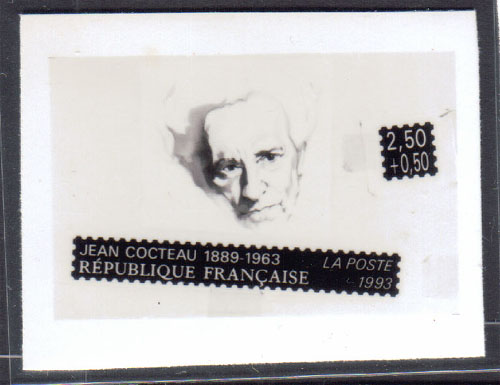 2,50
+0,50
JEAN COCTEAU 1889-1963
RÉPUBLIQUE FRANÇAISE
LA POSTE
1993